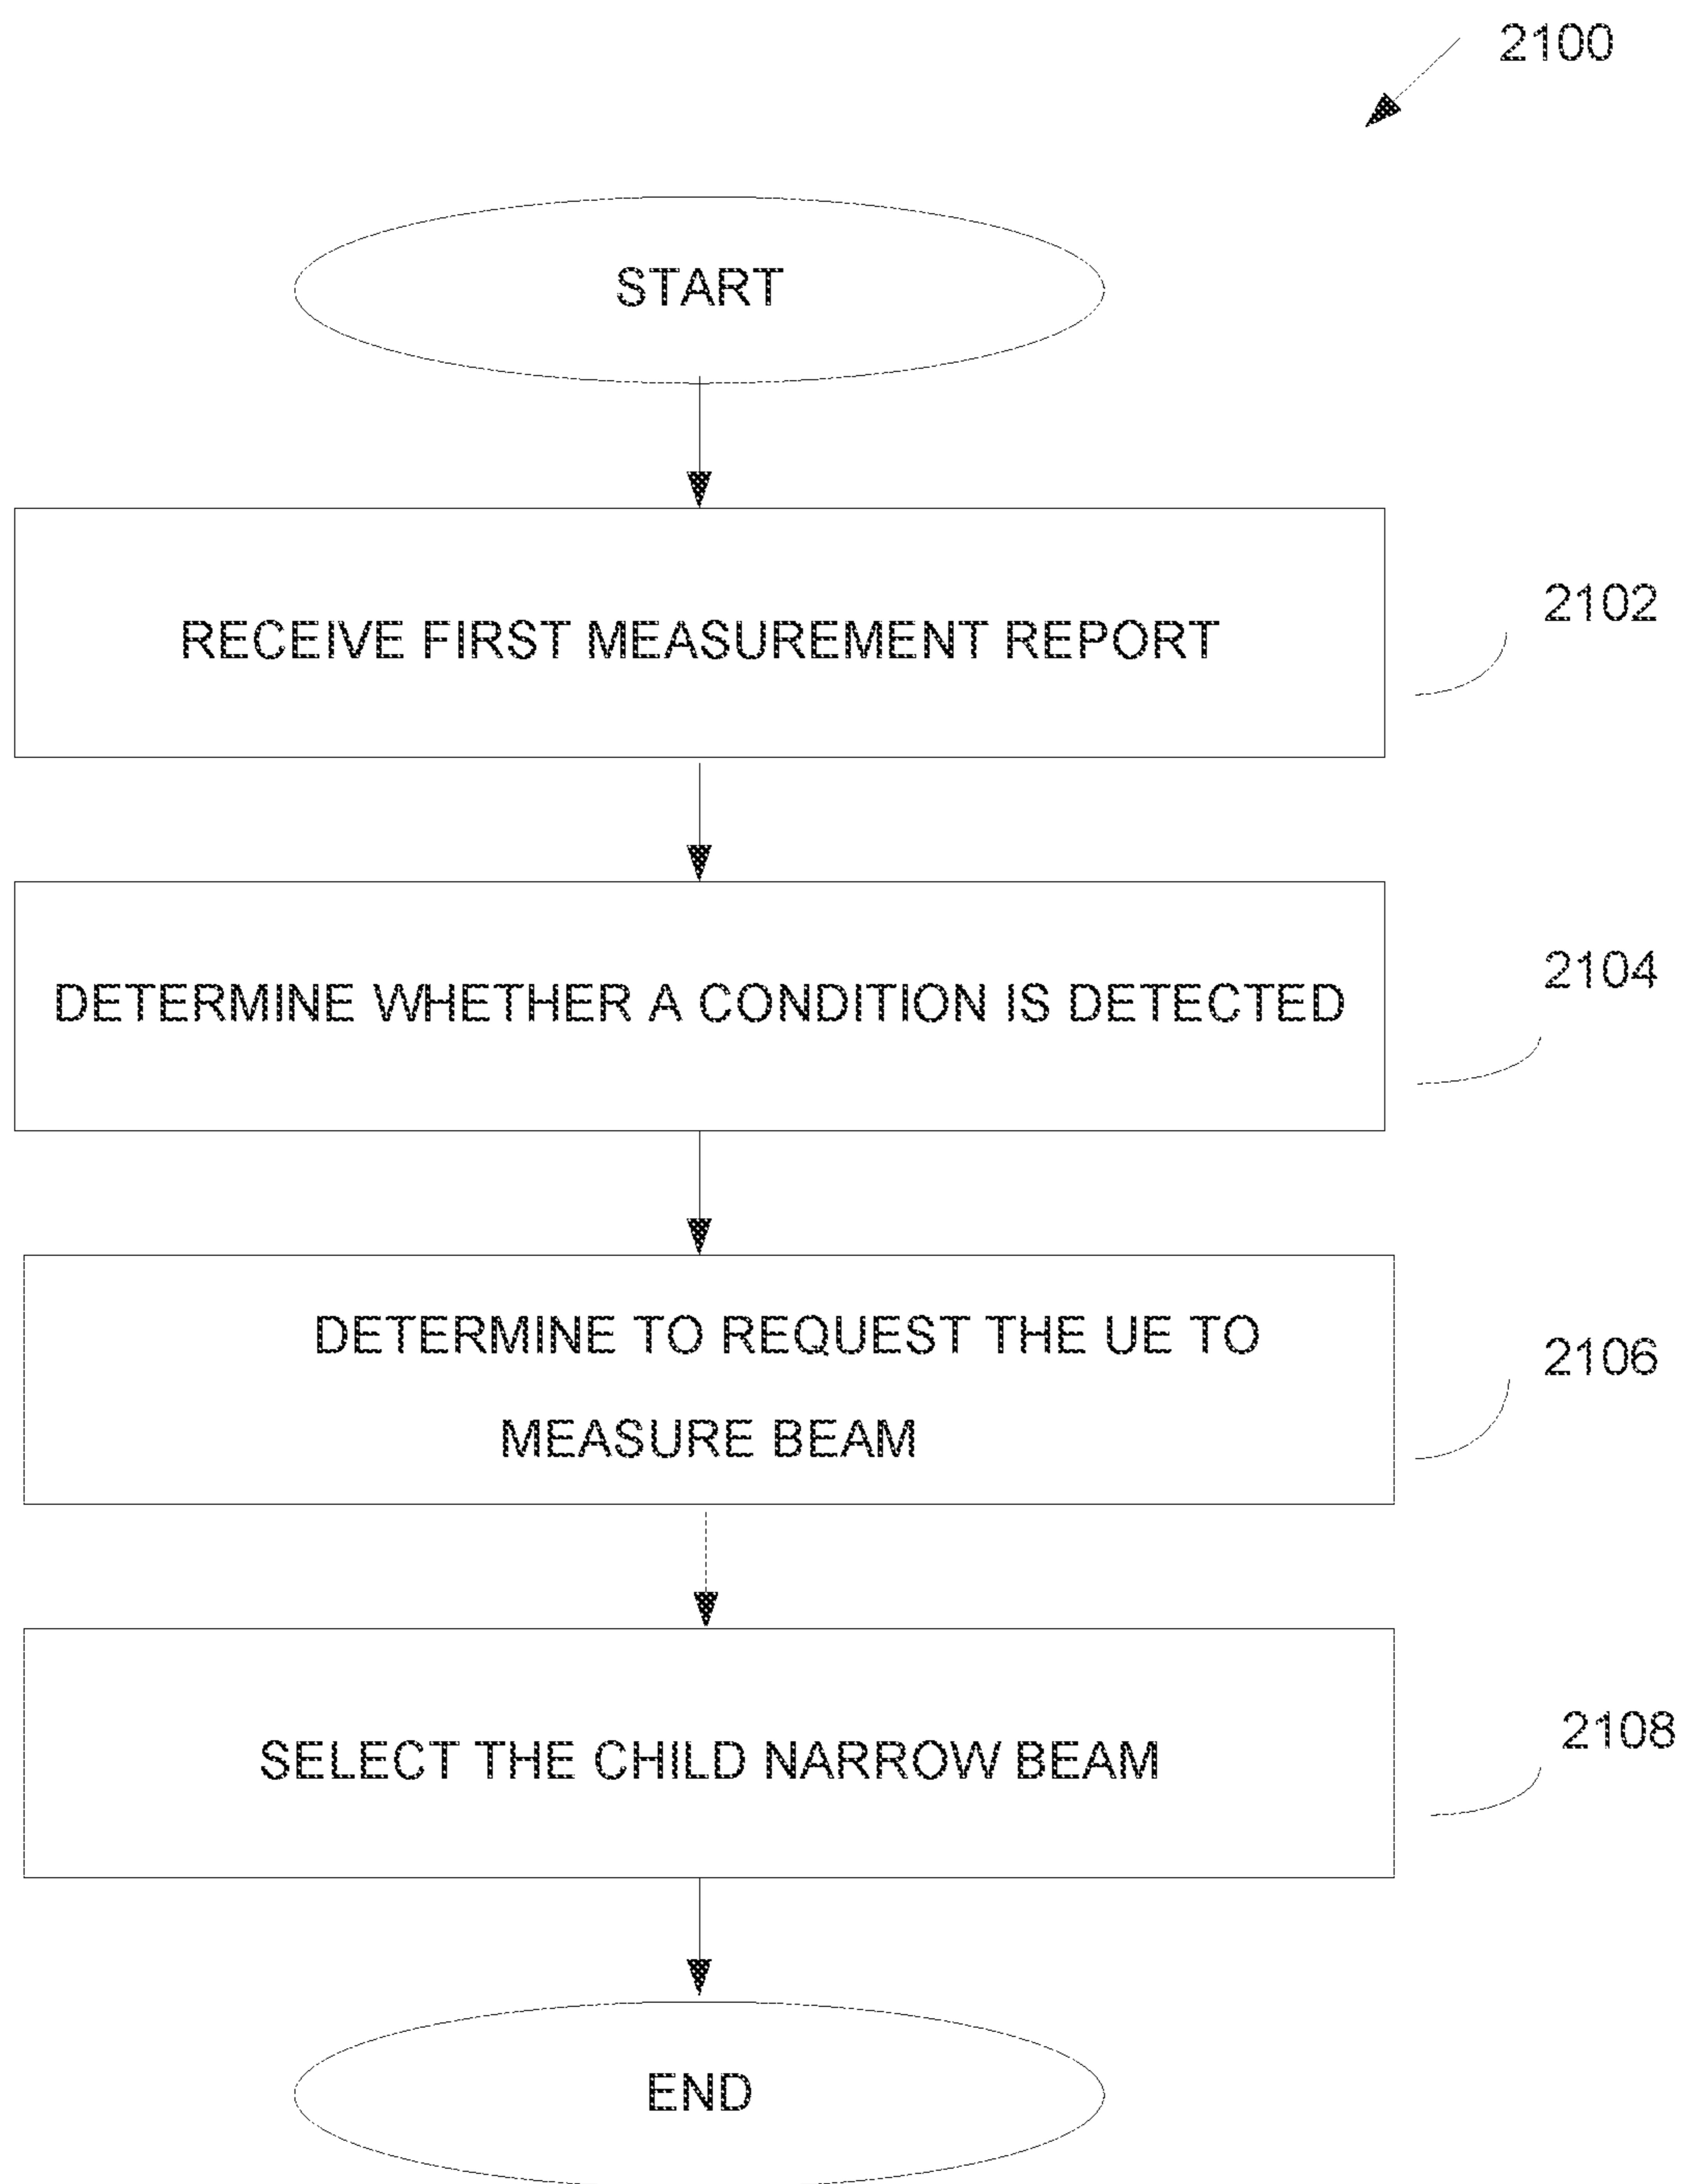 2100
START
RECEIVE FIRST MEASUREMENT REPORT
2102
DETERMINE WHETHER A CONDITION IS DETECTED
2104
DETERMINE TO REQUEST THE UE TO
MEASURE BEAM
2106
SELECT THE CHILD NARROW BEAM
2108
END